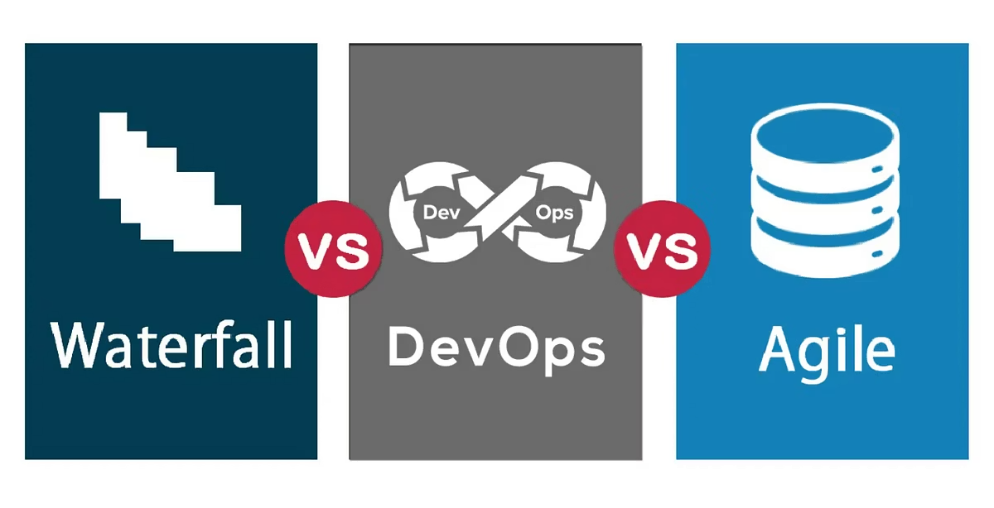 VS
VS
Dev
Ops
Waterfall
DevOps
Agile